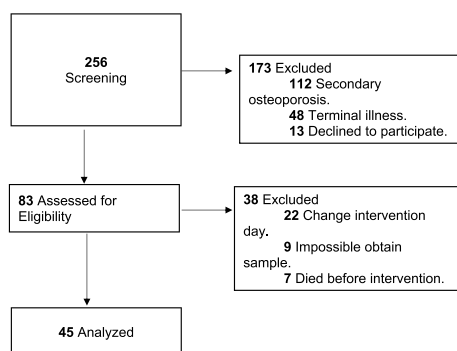 256
Screening
173 Excluded
112 Secondary
osteoporosis.
48 Terminal illness.
13 Declined to participate.
83 Assessed for
Eligibility
38 Excluded
22 Change intervention
day.
9 Impossible obtain
sample.
7 Died before intervention.
45 Analyzed